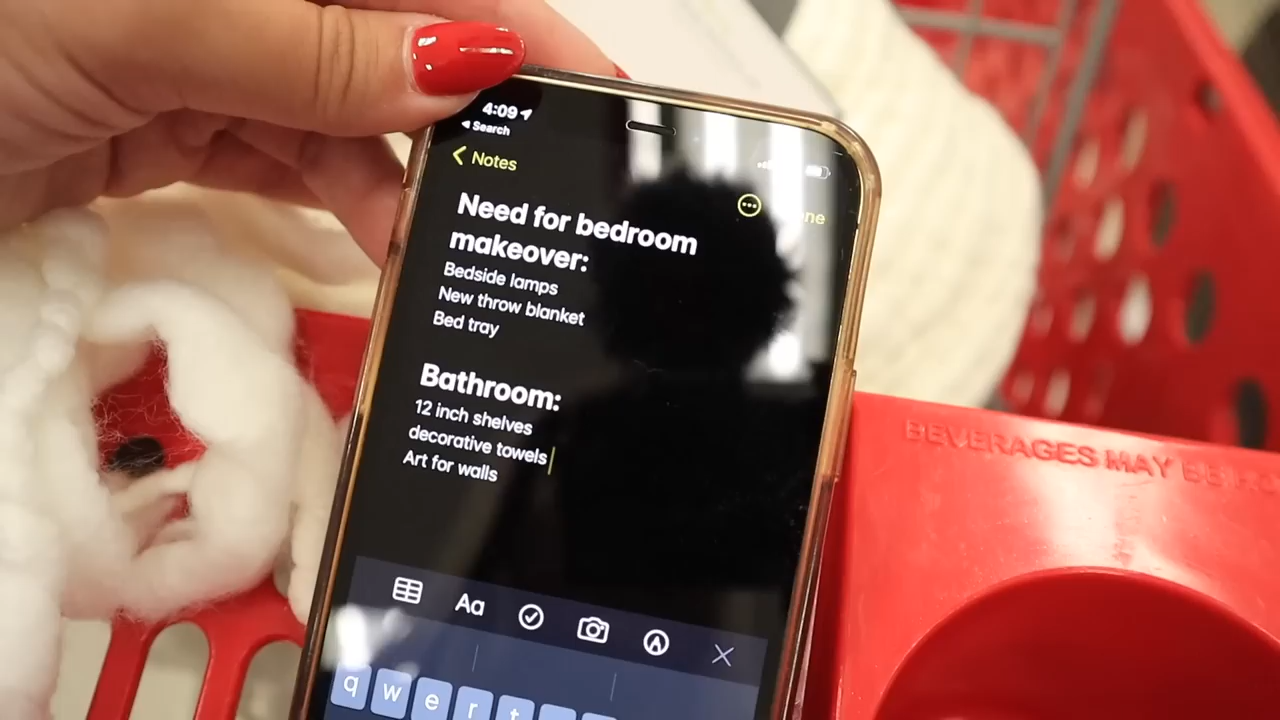 4:09
Search
Notes
Need for bedroom
makeover:
Bedside lamps
New throw blanket
Bed tray
Bathroom:
12 inch shelves
decorative towels
Art for walls
Aa
q w e r t
BEVERAGES MAY BE